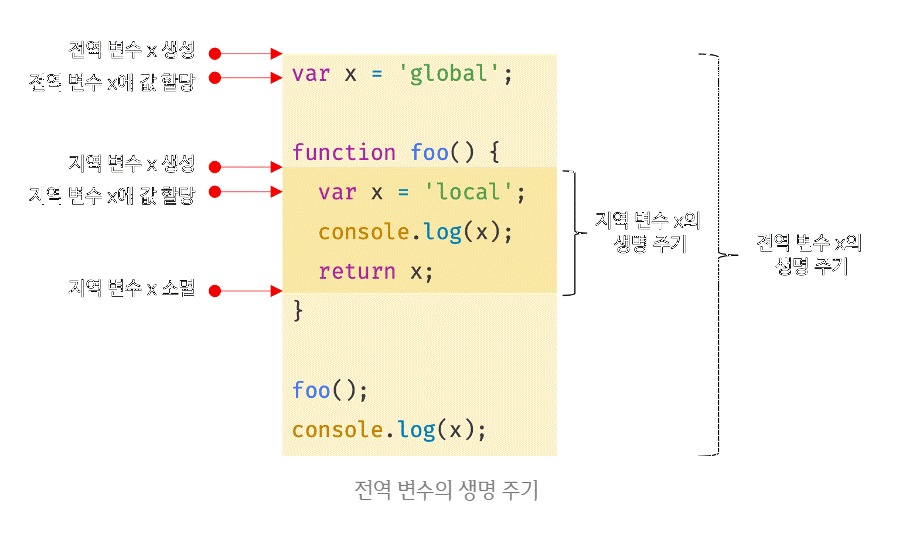 전역 변수 x 생성
전역 변수 x에 값 할당
var x = 'global';
function foo() {
지역 변수 x 생성
지역 변수 x에 값 할당
var x = 'local';
console.log(x);
return x;
지역 변수 x 소멸
}
foo();
console.log(x);
지역 변수 x의
생명 주기
전역 변수 x의
생명 주기
전역 변수의 생명 주기